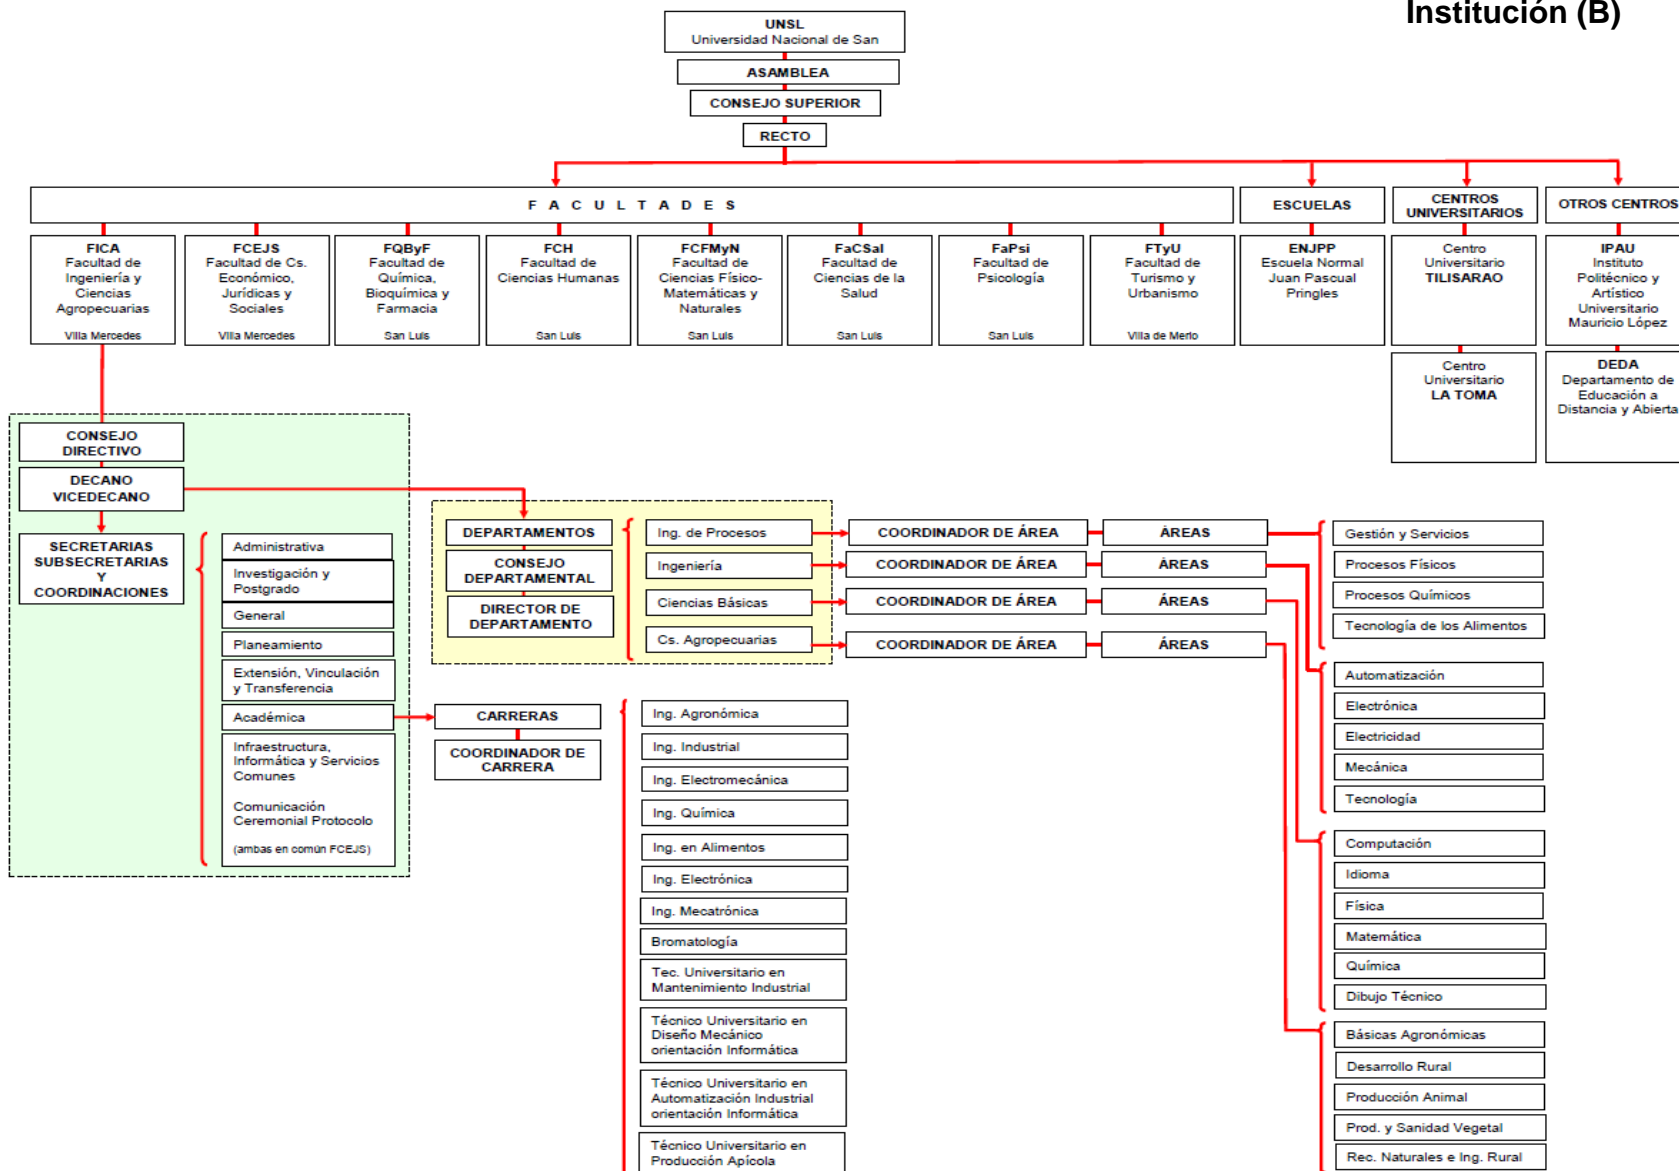 Institución (B)
UNSL
Universidad Nacional de San
ASAMBLEA
CONSEJO SUPERIOR
RECTO
F A C U L T A D E S
ESCUELAS
CENTROS
UNIVERSITARIOS
OTROS CENTROS
FICA
Facultad de
Ingeniería y
Ciencias
Agropecuarias
Villa Mercedes
FCEJS
Facultad de Cs.
Económico,
Jurídicas y
Sociales
Villa Mercedes
FQByF
Facultad de
Química,
Bioquímica y
Farmacia
San Luis
FCH
Facultad de
Ciencias Humanas
San Luis
FCFMyN
Facultad de
Ciencias Físico-
Matemáticas y
Naturales
San Luis
FaCSal
Facultad de
Ciencias de la
Salud
San Luis
FaPsi
Facultad de
Psicología
San Luis
FTyU
Facultad de
Turismo y
Urbanismo
Villa de Merlo
ENJPP
Escuela Normal
Juan Pascual
Pringles
Centro
Universitario
TILISARAO
IPAU
Instituto
Politécnico y
Artístico
Universitario
Mauricio López
Centro
Universitario
LA TOMA
DEDA
Departamento de
Educación a
Distancia y Abierta
CONSEJO
DIRECTIVO
DECANO
VICEDECANO
SECRETARIAS
SUBSECRETARIAS
Y
COORDINACIONES
Administrativa
Investigación y
Postgrado
General
Planeamiento
Extensión, Vinculación
y Transferencia
Académica
Infraestructura,
Informática y Servicios
Comunes
Comunicación
Ceremonial Protocolo
(ambas en común FCEJS)
DEPARTAMENTOS
CONSEJO
DEPARTAMENTAL
DIRECTOR DE
DEPARTAMENTO
Ing. de Procesos
Ingeniería
Ciencias Básicas
Cs. Agropecuarias
COORDINADOR DE ÁREA
ÁREAS
COORDINADOR DE ÁREA
ÁREAS
COORDINADOR DE ÁREA
ÁREAS
COORDINADOR DE ÁREA
ÁREAS
Gestión y Servicios
Procesos Físicos
Procesos Químicos
Tecnología de los Alimentos
Automatización
Electrónica
Electricidad
Mecánica
Tecnología
Computación
Idioma
Física
Matemática
Química
Dibujo Técnico
Básicas Agronómicas
Desarrollo Rural
Producción Animal
Prod. y Sanidad Vegetal
Rec. Naturales e Ing. Rural
CARRERAS
COORDINADOR DE
CARRERA
Ing. Agronómica
Ing. Industrial
Ing. Electromecánica
Ing. Química
Ing. en Alimentos
Ing. Electrónica
Ing. Mecatrónica
Bromatología
Tec. Universitario en
Mantenimiento Industrial
Técnico Universitario en
Diseño Mecánico
orientación Informática
Técnico Universitario en
Automatización Industrial
orientación Informática
Técnico Universitario en
Producción Apícola